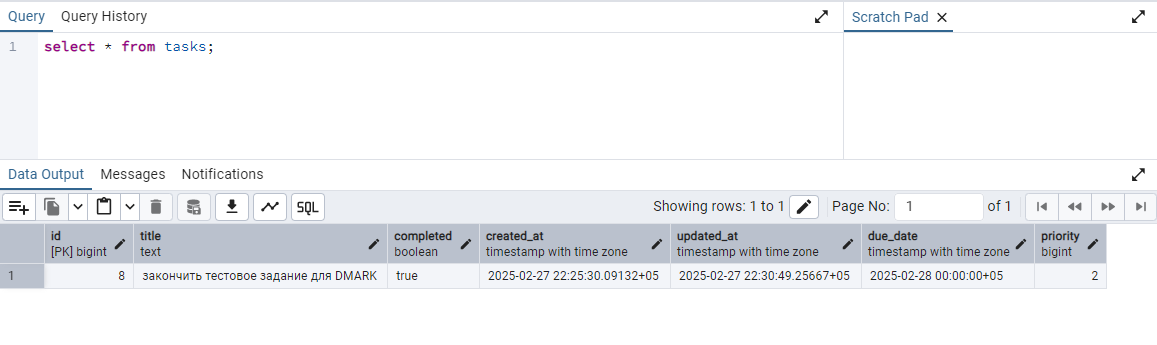 Query Query History Scratch Pad
1 select * from tasks;
Data Output Messages Notifications
SQL Showing rows: 1 to 1 Page No: 1 of 1
id title completed created_at updated_at due_date priority
[PK] bigint text boolean timestamp with time zone timestamp with time zone timestamp with time zone bigint
1 8 закончить тестовое задание для DMARK true 2025-02-27 22:25:30.09132+05 2025-02-27 22:30:49.25667+05 2025-02-28 00:00:00+05 2